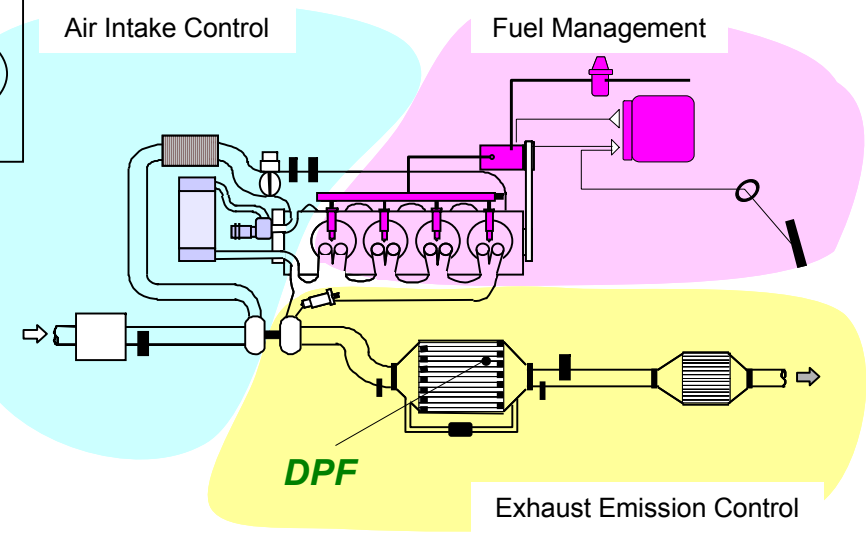 Air Intake Control
Fuel Management
DPF
Exhaust Emission Control